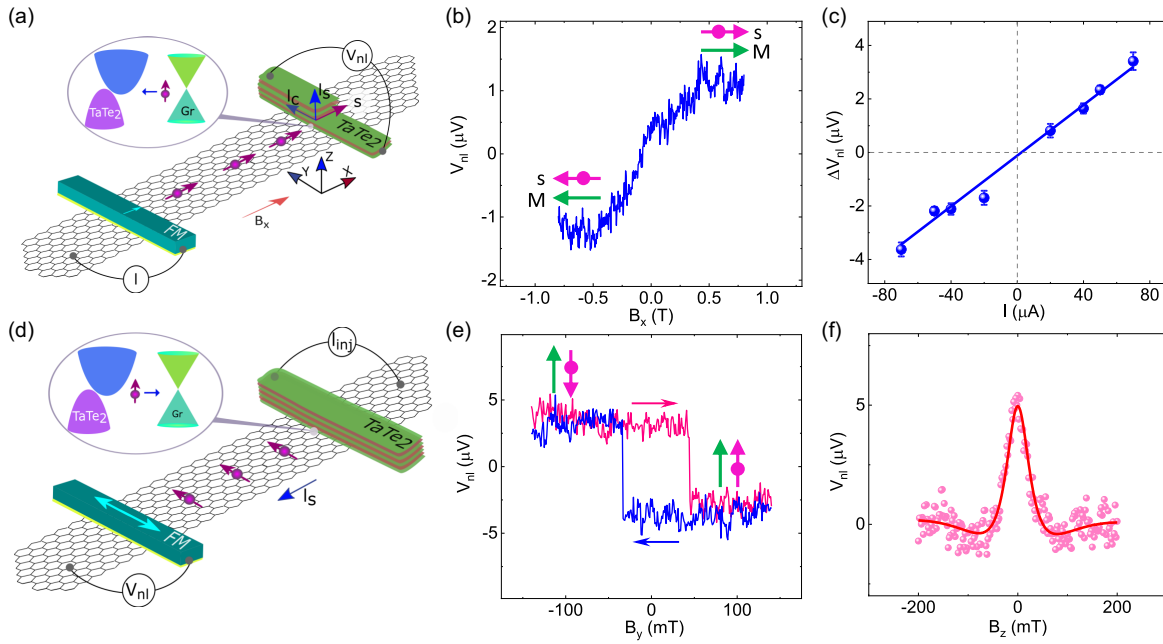 (a)
TaTe2
Gr
Vnl
Is
Ic
s
TaTe2
Z
Y
X
Bx
FM
I
(b)
Vnl (μV)
2
1
0
-1
-2
s
M
s
M
-1.0
-0.5
0.0
0.5
1.0
Bx (T)
(c)
ΔVnl (μV)
4
2
0
-2
-4
-80
-40
0
40
80
I (μA)
(d)
TaTe2
Gr
Iinj
TaTe2
Is
FM
Vnl
(e)
Vnl (μV)
5
0
-5
-100
0
100
By (mT)
(f)
Vnl (μV)
8
4
0
-200
0
200
Bz (mT)